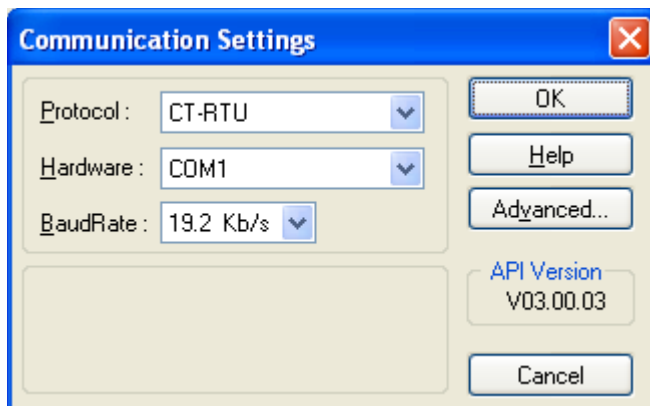 Communication Settings
Protocol : CT-RTU
Hardware : COM1
BaudRate : 19.2 Kb/s
OK
Help
Advanced...
API Version
V03.00.03
Cancel